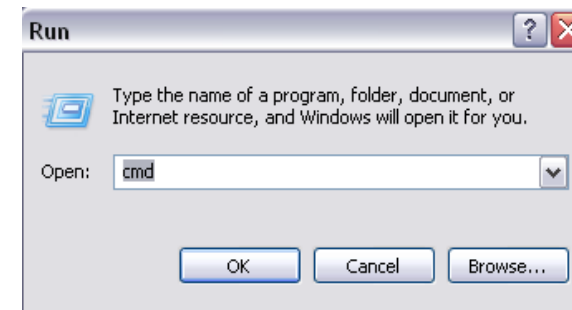 Run
Type the name of a program, folder, document, or
Internet resource, and Windows will open it for you.
Open: cmd
OK Cancel Browse...